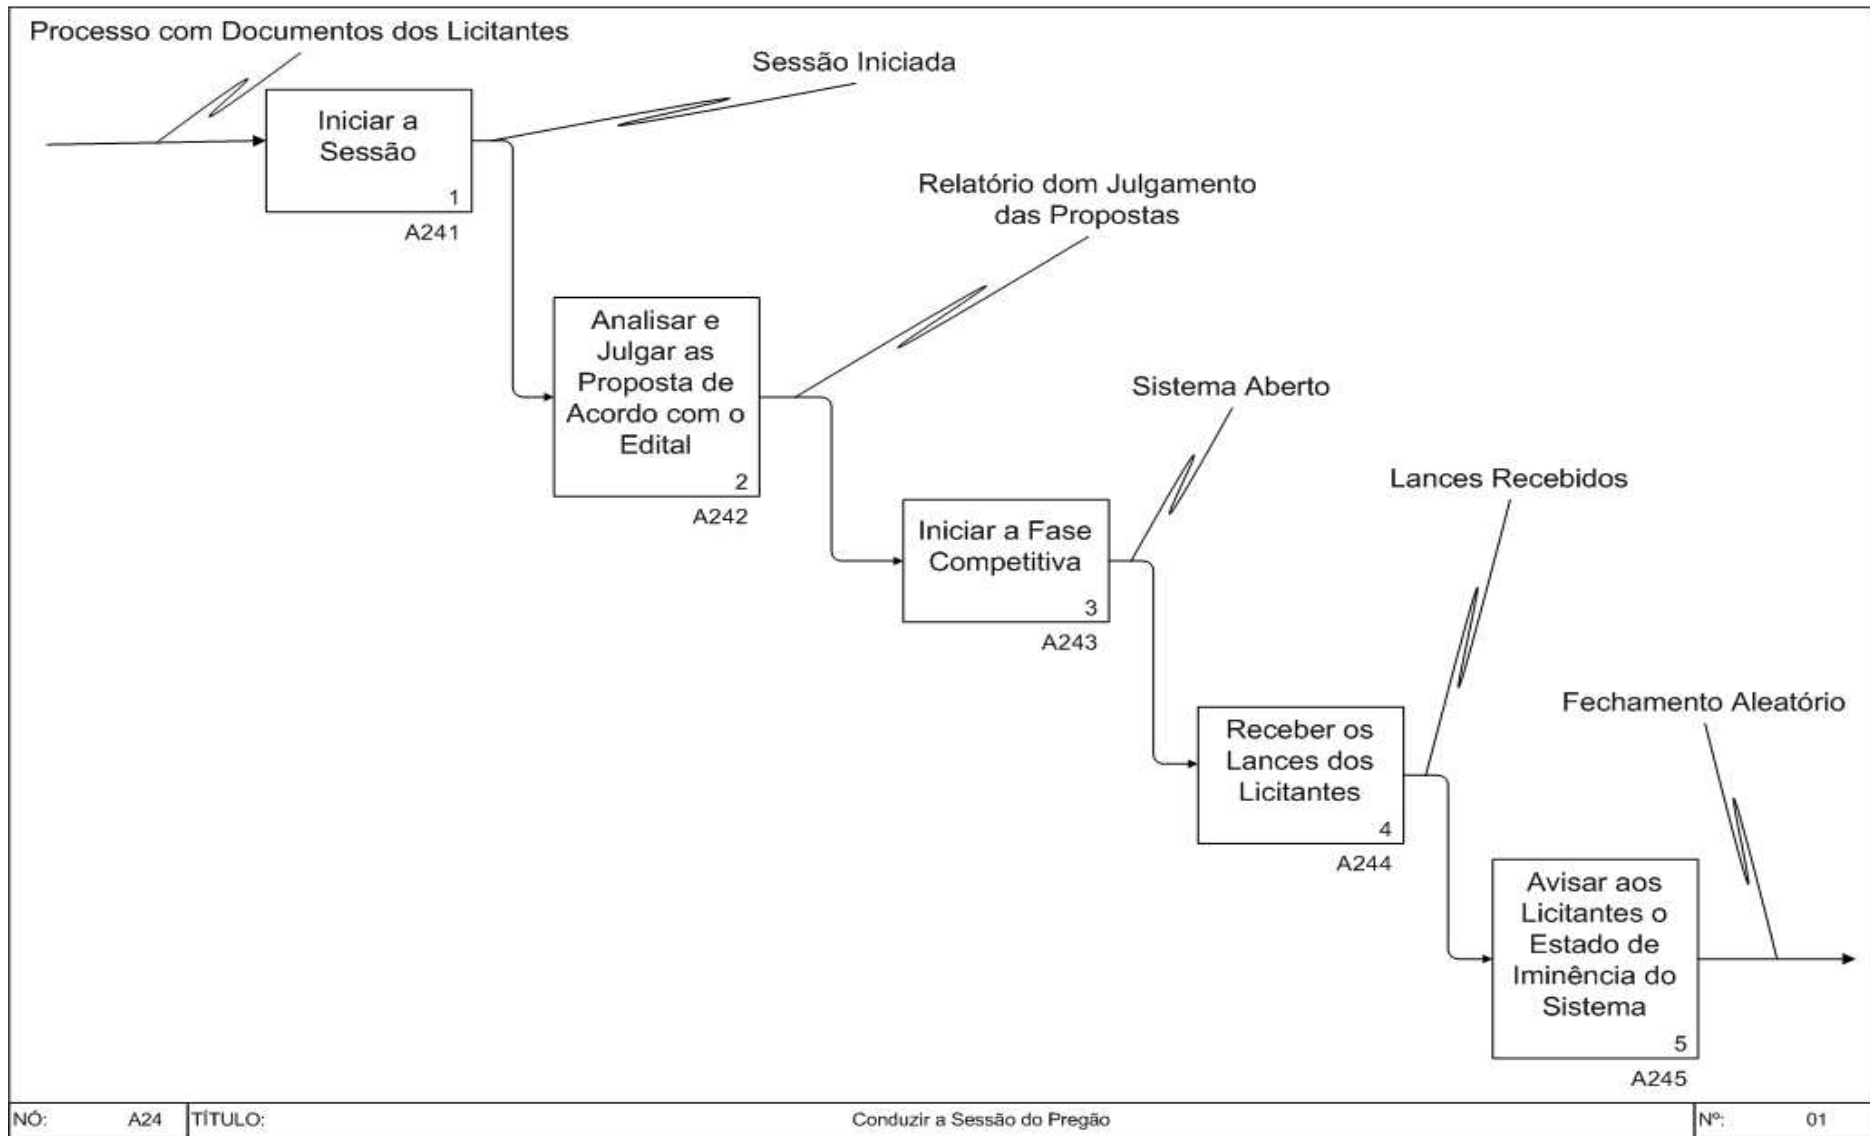 Processo com Documentos dos Licitantes
Sessão Iniciada
Iniciar a
Sessão
1
A241
Relatório dom Julgamento
das Propostas
Analisar e
Julgar as
Proposta de
Acordo com o
Edital
2
A242
Sistema Aberto
Iniciar a Fase
Competitiva
3
A243
Lances Recebidos
Receber os
Lances dos
Licitantes
4
A244
Fechamento Aleatório
Avisar aos
Licitantes o
Estado de
Iminência do
Sistema
5
A245
NÓ: A24 TÍTULO: Conduzir a Sessão do Pregão Nº: 01